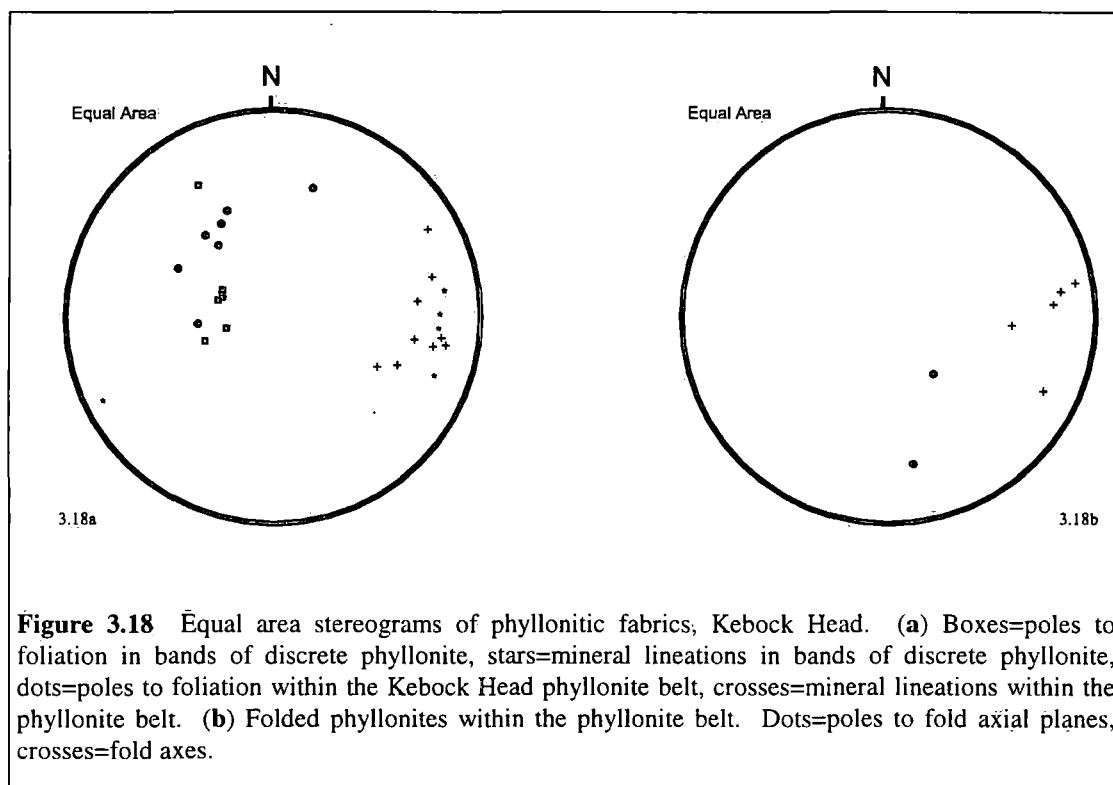 N
N
Equal Area
Equal Area
3.18a
3.18b
Figure 3.18 Equal area stereograms of phyllonitic fabrics, Kebock Head. (a) Boxes=poles to
foliation in bands of discrete phyllonite, stars=mineral lineations in bands of discrete phyllonite,
dots=poles to foliation within the Kebock Head phyllonite belt, crosses=mineral lineations within the
phyllonite belt. (b) Folded phyllonites within the phyllonite belt. Dots=poles to fold axial planes,
crosses=fold axes.